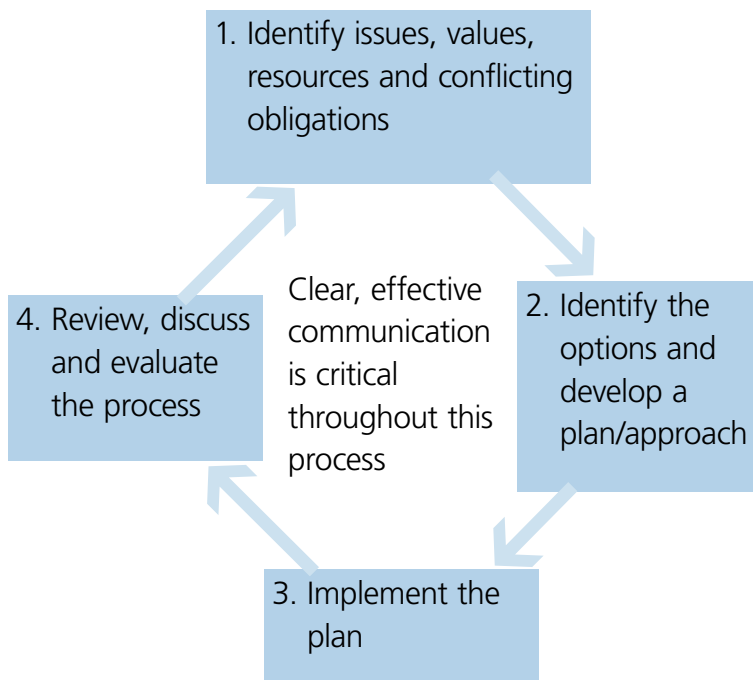 1. Identify issues, values,
resources and conflicting
obligations
2. Identify the
options and
develop a
plan/approach
3. Implement the
plan
4. Review, discuss
and evaluate
the process
Clear, effective
communication
is critical
throughout this
process